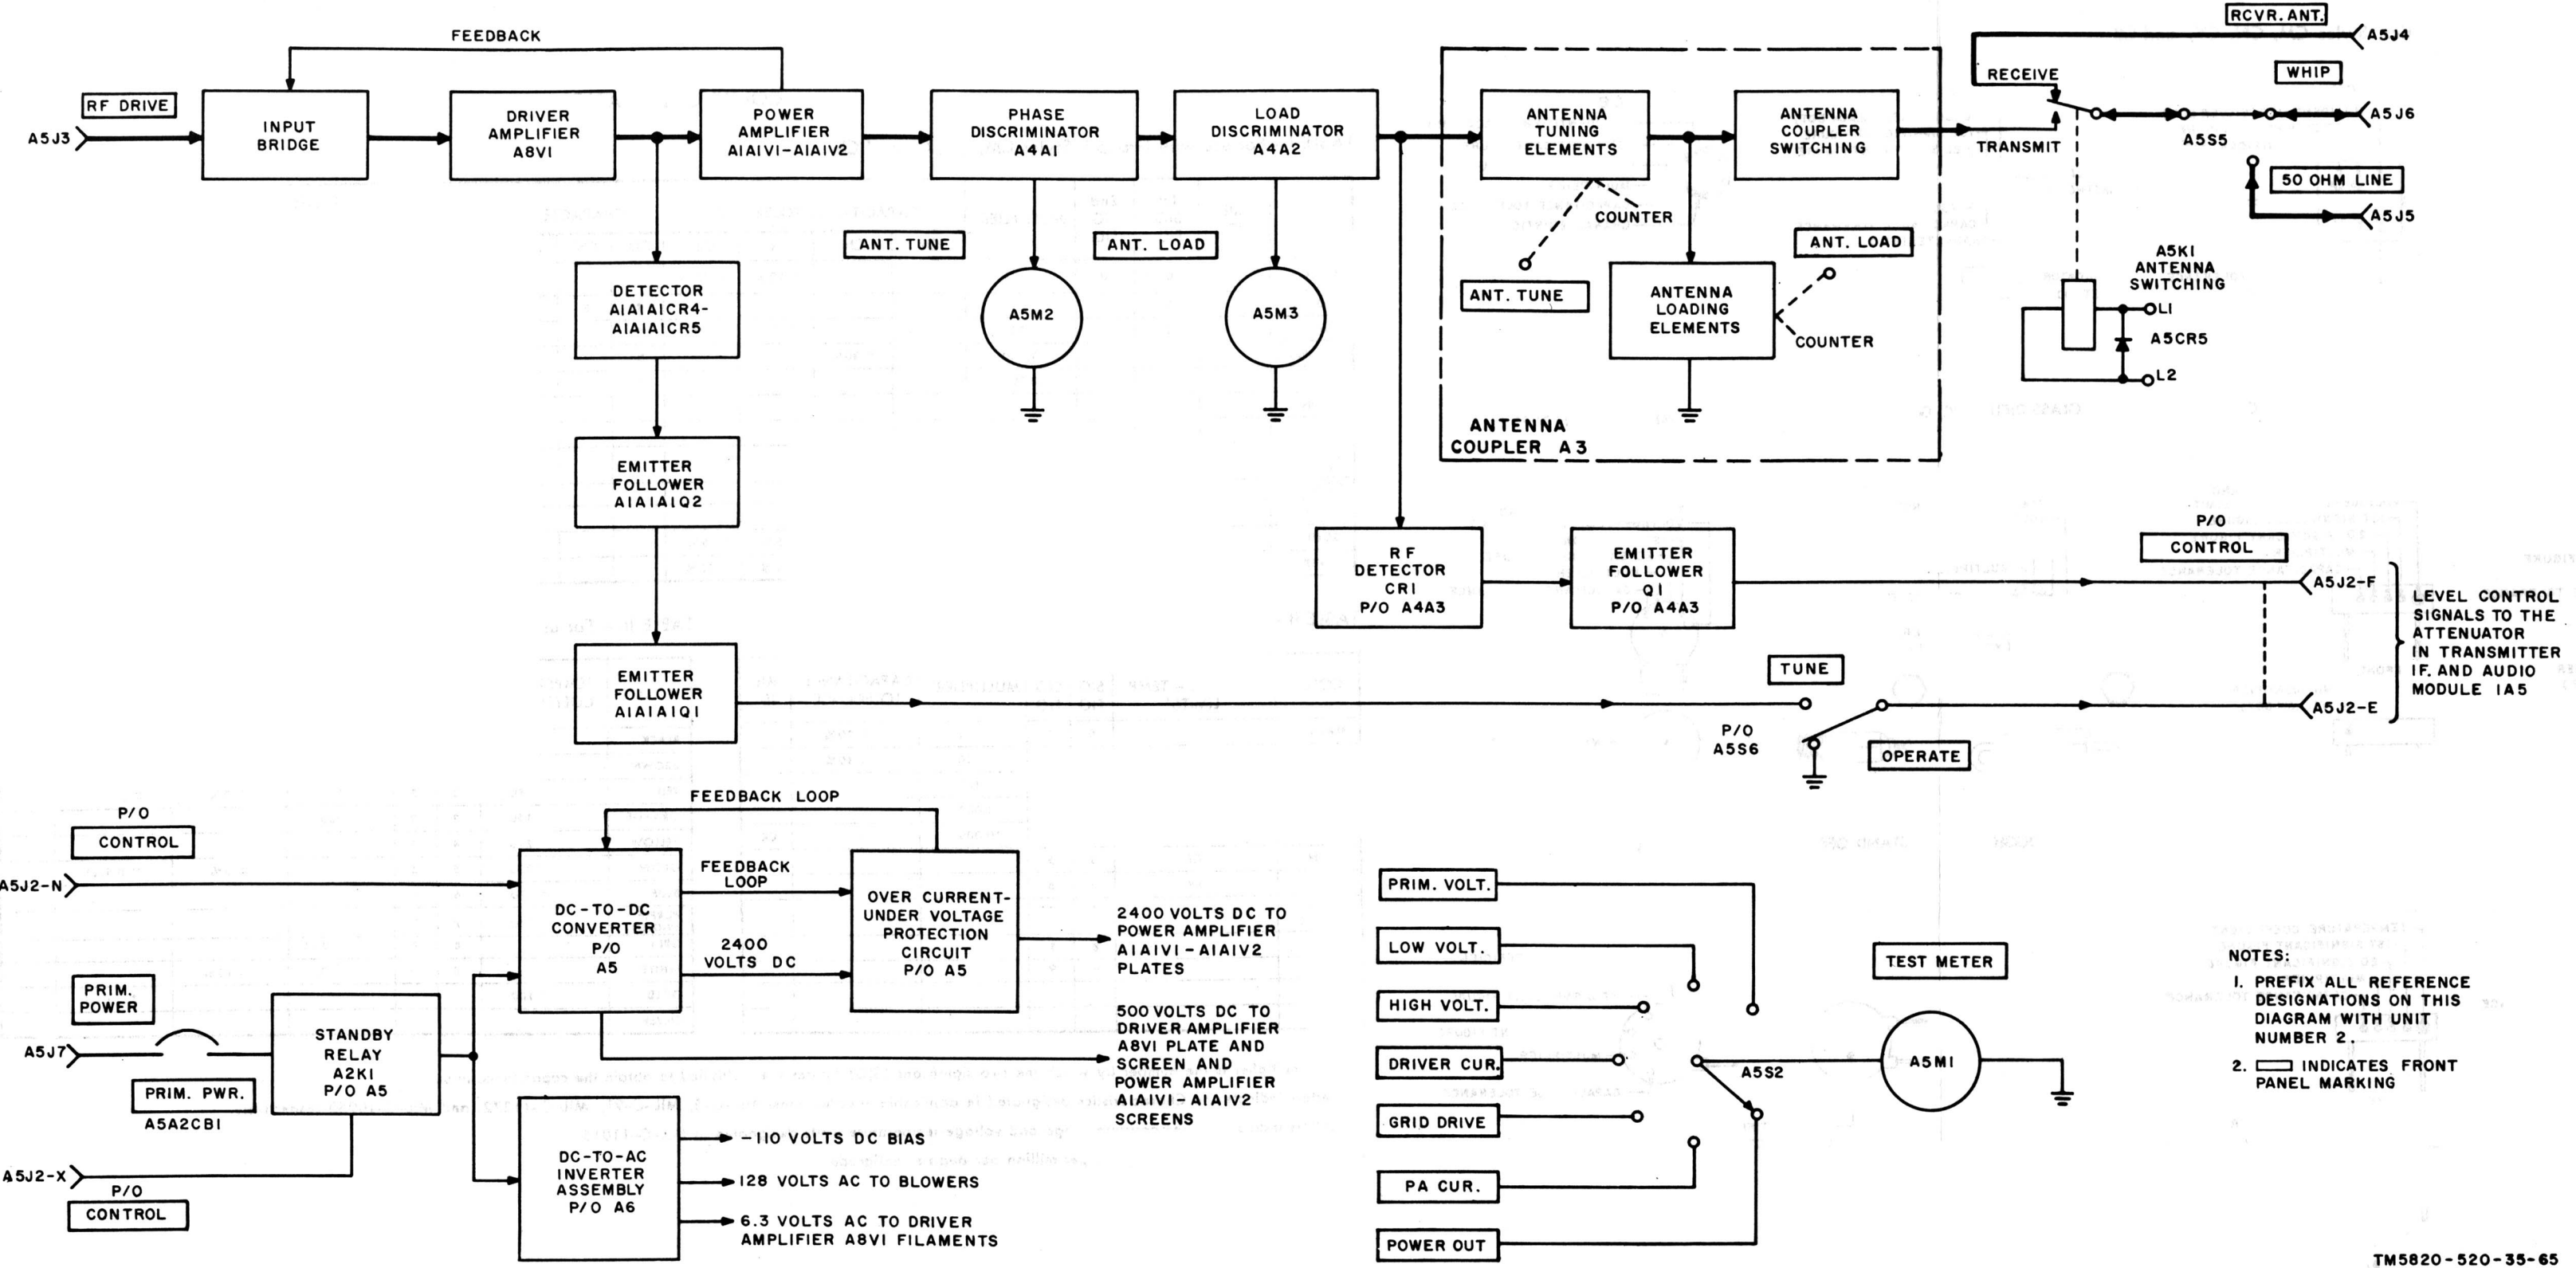 FEEDBACK
RF DRIVE
A5J3
INPUT
BRIDGE
DRIVER
AMPLIFIER
A8V1
POWER
AMPLIFIER
A1A1V1-A1A1V2
PHASE
DISCRIMINATOR
A4A1
LOAD
DISCRIMINATOR
A4A2
ANTENNA
TUNING
ELEMENTS
ANTENNA
COUPLER
SWITCHING
RCVR. ANT.
A5J4
RECEIVE
WHIP
A5J6
TRANSMIT
A5S5
50 OHM LINE
A5J5
COUNTER
ANT. TUNE
ANT. LOAD
ANT. TUNE
ANT. LOAD
A5M2
A5M3
ANTENNA
LOADING
ELEMENTS
COUNTER
ANTENNA
COUPLER A3
A5K1
ANTENNA
SWITCHING
L1
A5CR5
L2
DETECTOR
A1A1A1CR4-
A1A1A1CR5
EMITTER
FOLLOWER
A1A1A1Q2
EMITTER
FOLLOWER
A1A1A1Q1
RF
DETECTOR
CR1
P/O A4A3
EMITTER
FOLLOWER
Q1
P/O A4A3
P/O
CONTROL
A5J2-F
A5J2-E
LEVEL CONTROL
SIGNALS TO THE
ATTENUATOR
IN TRANSMITTER
IF. AND AUDIO
MODULE 1A5
TUNE
P/O
A5S6
OPERATE
P/O
CONTROL
A5J2-N
FEEDBACK LOOP
DC-TO-DC
CONVERTER
P/O
A5
FEEDBACK
LOOP
2400
VOLTS DC
OVER CURRENT-
UNDER VOLTAGE
PROTECTION
CIRCUIT
P/O A5
2400 VOLTS DC TO
POWER AMPLIFIER
A1A1V1-A1A1V2
PLATES
500 VOLTS DC TO
DRIVER AMPLIFIER
A8V1 PLATE AND
SCREEN AND
POWER AMPLIFIER
A1A1V1-A1A1V2
SCREENS
PRIM.
POWER
A5J7
PRIM. PWR.
A5A2CB1
STANDBY
RELAY
A2K1
P/O A5
A5J2-X
P/O
CONTROL
DC-TO-AC
INVERTER
ASSEMBLY
P/O A6
-110 VOLTS DC BIAS
128 VOLTS AC TO BLOWERS
6.3 VOLTS AC TO DRIVER
AMPLIFIER A8V1 FILAMENTS
PRIM. VOLT.
LOW VOLT.
HIGH VOLT.
DRIVER CUR.
GRID DRIVE
PA CUR.
POWER OUT
A5S2
TEST METER
A5M1
NOTES:
1. PREFIX ALL REFERENCE
DESIGNATIONS ON THIS
DIAGRAM WITH UNIT
NUMBER 2.
2. INDICATES FRONT
PANEL MARKING
TM5820-520-35-65